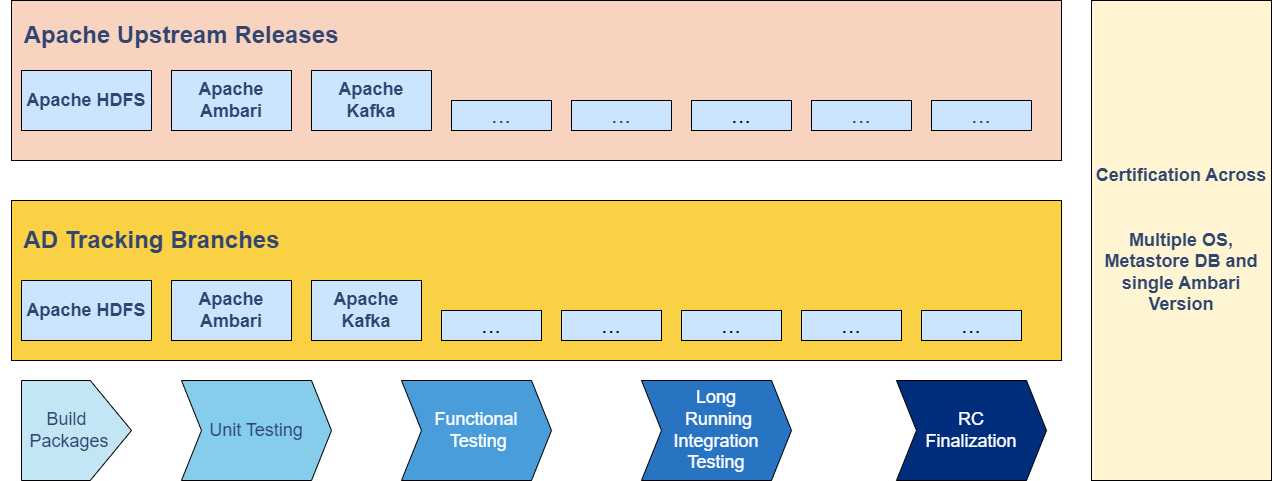 Apache Upstream Releases
Apache HDFS
Apache
Ambari
Apache
Kafka
...
...
...
...
...
AD Tracking Branches
Apache HDFS
Apache
Ambari
Apache
Kafka
...
...
...
...
...
Build
Packages
Unit Testing
Functional
Testing
Long
Running
Integration
Testing
RC
Finalization
Certification Across
Multiple OS,
Metastore DB and
single Ambari
Version